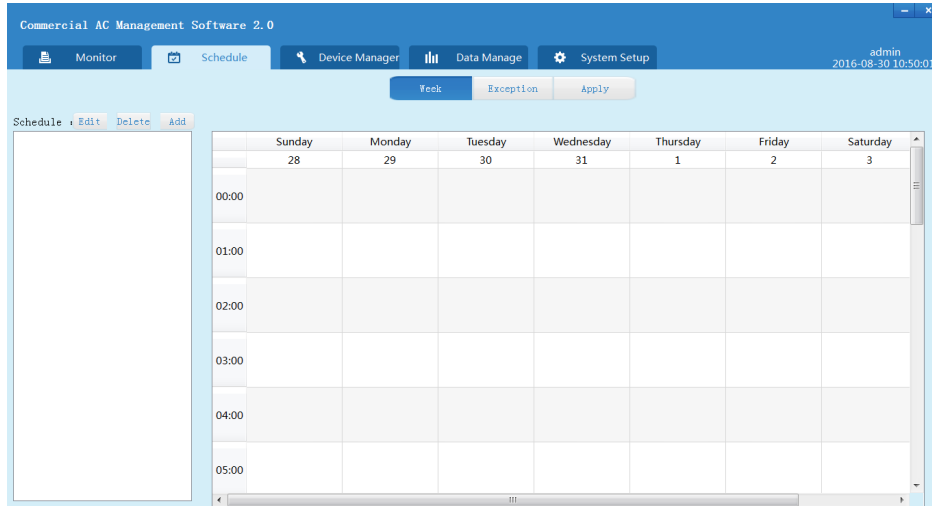 Commercial AC Management Software 2.0
Monitor Schedule Device Manager Data Manage System Setup admin
2016-08-30 10:50:01
Week Exception Apply
Schedule : Edit Delete Add
Sunday Monday Tuesday Wednesday Thursday Friday Saturday
28 29 30 31 1 2 3
00:00
01:00
02:00
03:00
04:00
05:00